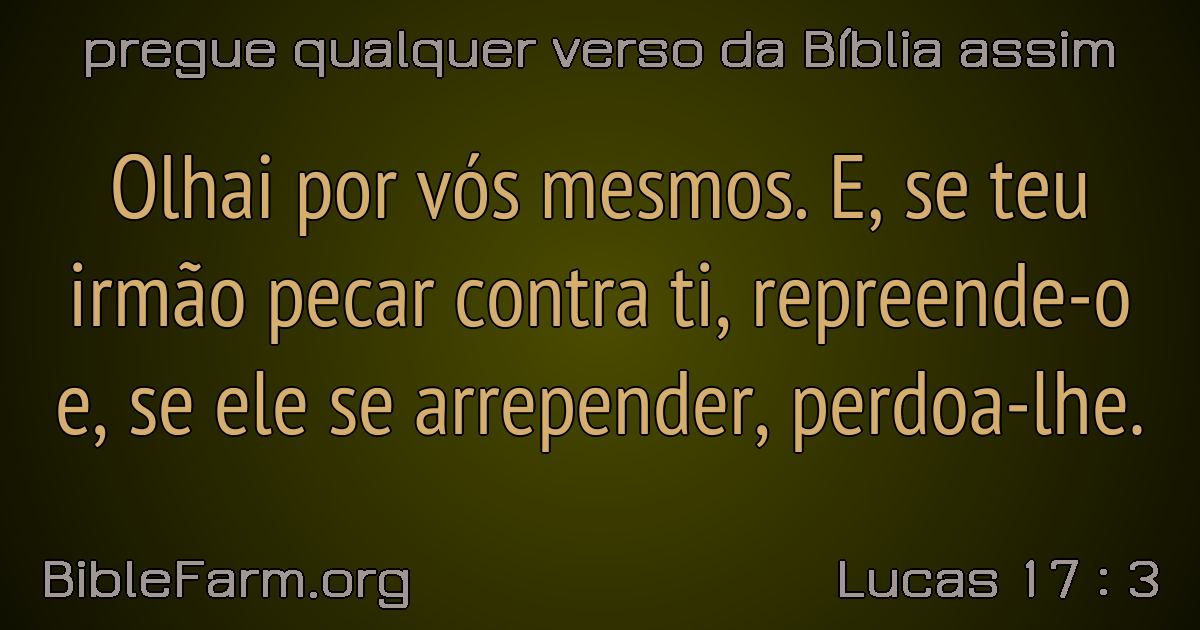 pregue qualquer verso da Bíblia assim
Olhai por vós mesmos. E, se teu
irmão pecar contra ti, repreende-o
e, se ele se arrepender, perdoa-lhe.
BibleFarm.org
Lucas 17 : 3